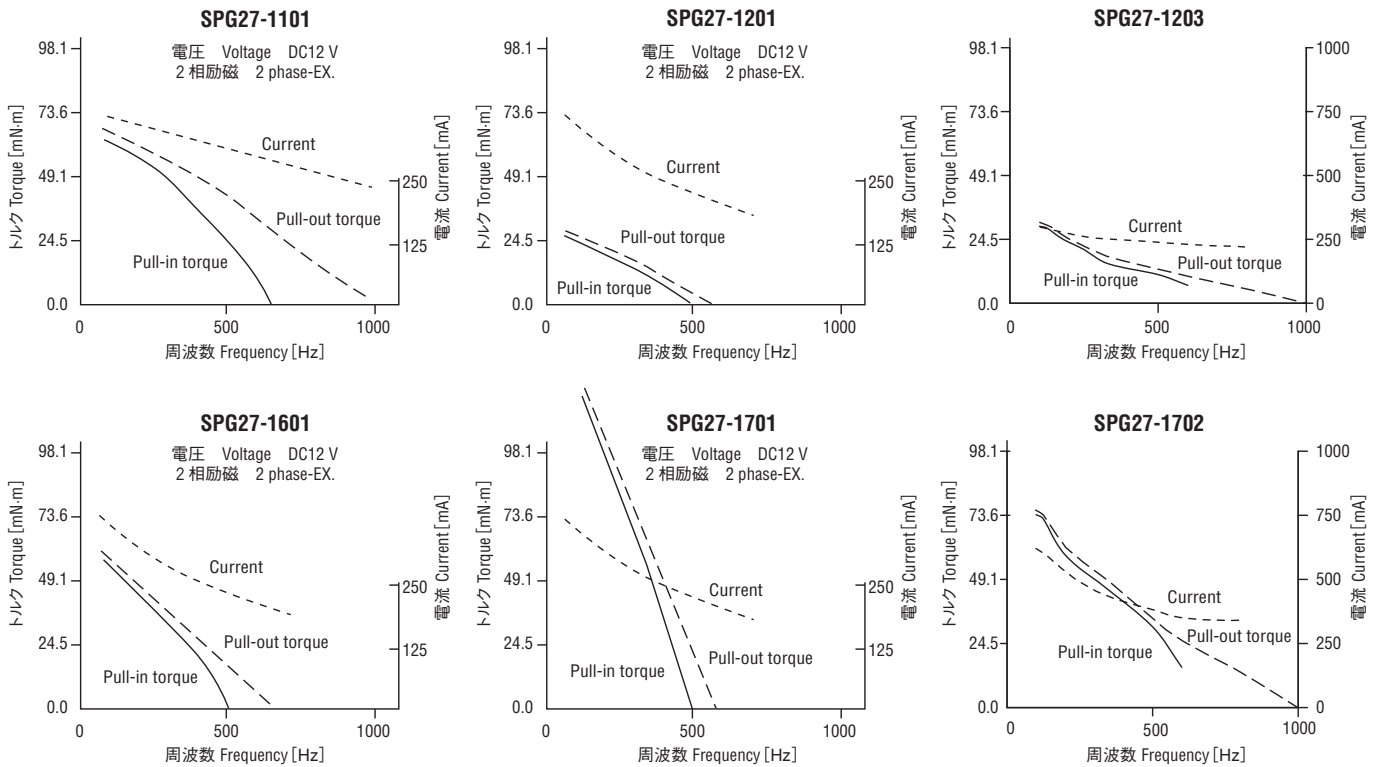 SPG27-1101
電圧 Voltage DC12 V
2 相励磁 2 phase-EX.
トルク Torque [mN·m]
98.1
73.6
49.1
24.5
0.0
Current
Pull-out torque
Pull-in torque
250
125
電流 Current [mA]
0
500
1000
周波数 Frequency [Hz]
SPG27-1201
電圧 Voltage DC12 V
2 相励磁 2 phase-EX.
トルク Torque [mN·m]
98.1
73.6
49.1
24.5
0.0
Current
Pull-out torque
Pull-in torque
250
125
電流 Current [mA]
0
500
1000
周波数 Frequency [Hz]
SPG27-1203
トルク Torque [mN·m]
98.1
73.6
49.1
24.5
0.0
Current
Pull-out torque
Pull-in torque
1000
750
500
250
0
電流 Current [mA]
0
500
1000
周波数 Frequency [Hz]
SPG27-1601
電圧 Voltage DC12 V
2 相励磁 2 phase-EX.
トルク Torque [mN·m]
98.1
73.6
49.1
24.5
0.0
Current
Pull-out torque
Pull-in torque
250
125
電流 Current [mA]
0
500
1000
周波数 Frequency [Hz]
SPG27-1701
電圧 Voltage DC12 V
2 相励磁 2 phase-EX.
トルク Torque [mN·m]
98.1
73.6
49.1
24.5
0.0
Current
Pull-out torque
Pull-in torque
250
125
電流 Current [mA]
0
500
1000
周波数 Frequency [Hz]
SPG27-1702
トルク Torque [mN·m]
98.1
73.6
49.1
24.5
0.0
Current
Pull-out torque
Pull-in torque
1000
750
500
250
0
電流 Current [mA]
0
500
1000
周波数 Frequency [Hz]